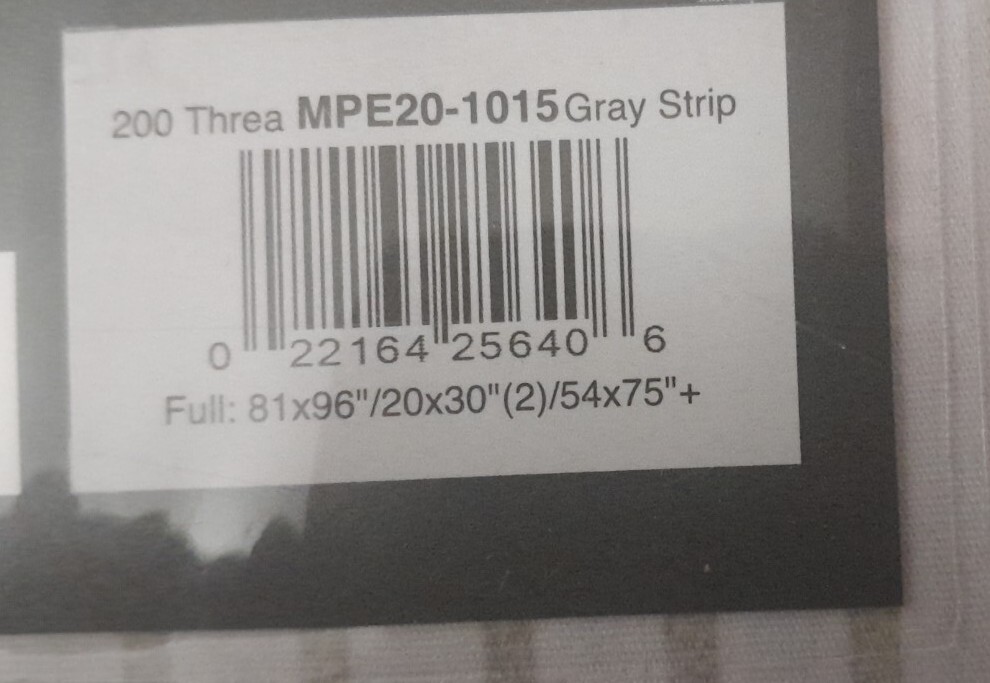 200 Threa MPE20-1015 Gray Strip
0 22164 25640 6
Full: 81x96"/20x30"(2)/54x75"+